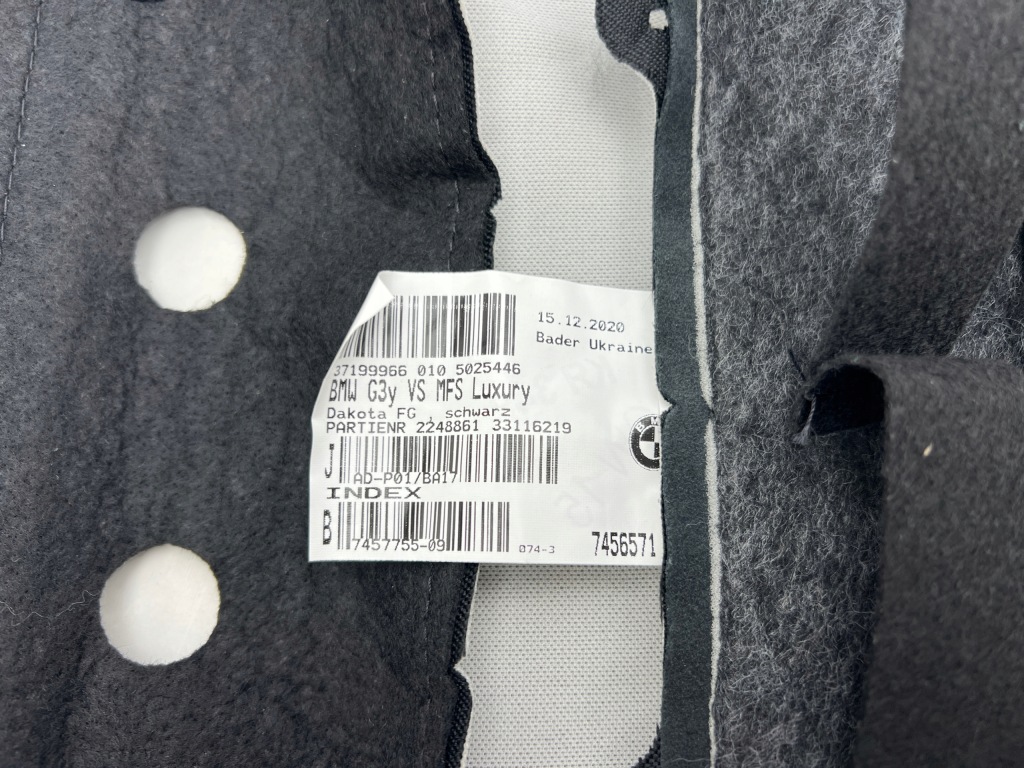 15.12.2020
Bader Ukraine
37199966 010 5025446
BMW G3y VS MFS Luxury
Dakota FG , schwarz
PARTIENR 2248861 33116219
J
AD-P01/BA17
INDEX
B
7457755-09
074-3
7456571